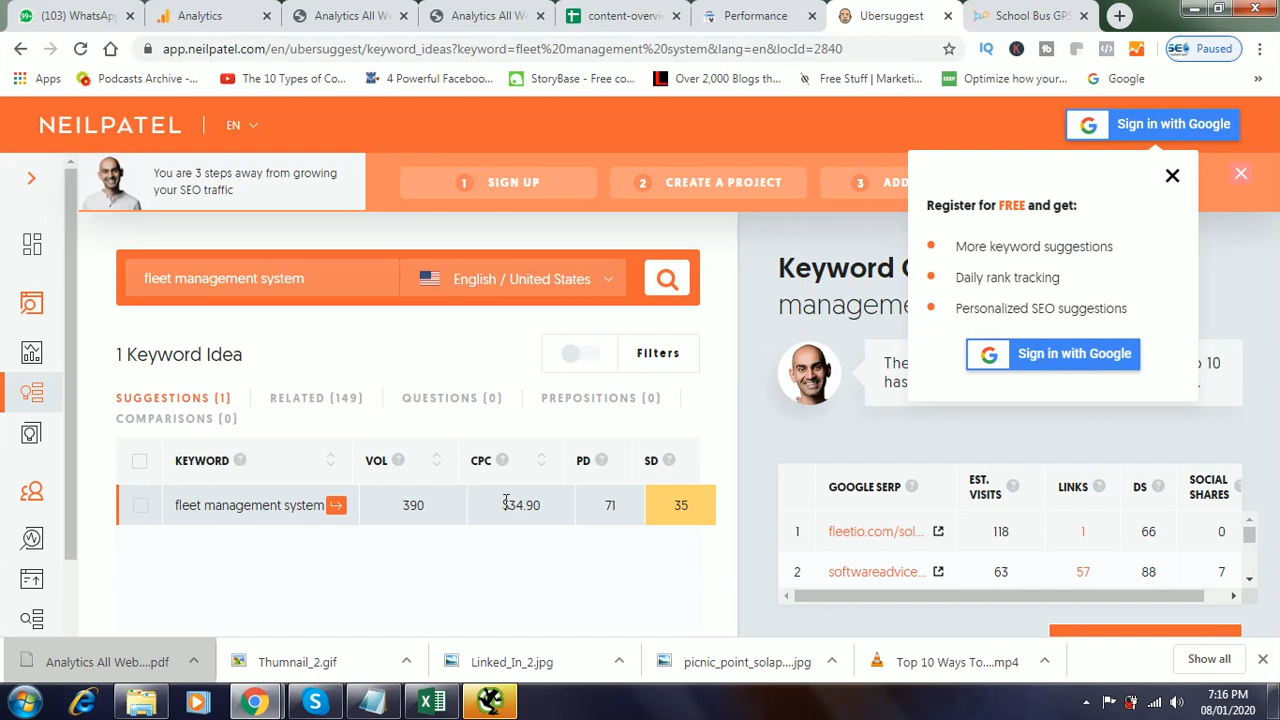 (103) WhatsApp
Analytics
Analytics All Web
Analytics
content-overvi
Performance
Ubersuggest
School Bus GPS
app.neilpatel.com/en/ubersuggest/keyword_ideas?keyword=fleet%20management%20system&lang=en&locId=2840
Paused
Apps
Podcasts Archive -...
The 10 Types of Co...
4 Powerful Faceboo...
StoryBase - Free co...
Over 2,000 Blogs th...
Free Stuff | Marketi...
Optimize how your...
Google
»
NEILPATEL
EN
Sign in with Google
You are 3 steps away from growing
your SEO traffic
1 SIGN UP
2 CREATE A PROJECT
3 ADD
Register for FREE and get:
More keyword suggestions
Daily rank tracking
Personalized SEO suggestions
Sign in with Google
fleet management system
English / United States
1 Keyword Idea
Filters
SUGGESTIONS (1)
RELATED (149)
QUESTIONS (0)
PREPOSITIONS (0)
COMPARISONS (0)
KEYWORD
VOL
CPC
PD
SD
fleet management system
390
$34.90
71
35
Keyword
management
The
10
has
GOOGLE SERP
EST.
VISITS
LINKS
DS
SOCIAL
SHARES
1 fleetio.com/sol... 118 1 66 0
2 softwareadvice... 63 57 88 7
Analytics All Web....pdf
Thumnail_2.gif
Linked_In_2.jpg
picnic_point_solap....jpg
Top 10 Ways To....mp4
Show all
7:16 PM
08/01/2020